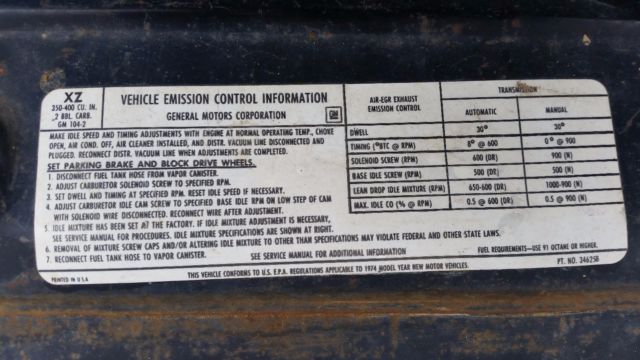 XZ
350-400 CU. IN.
2 BBL. CARB.
GM 104-2
VEHICLE EMISSION CONTROL INFORMATION
GENERAL MOTORS CORPORATION
GM
MAKE IDLE SPEED AND TIMING ADJUSTMENTS WITH ENGINE AT NORMAL OPERATING TEMP., CHOKE
OPEN, AIR COND. OFF, AIR CLEANER INSTALLED, AND DISTR. VACUUM LINE DISCONNECTED AND
PLUGGED. RECONNECT DISTR. VACUUM LINE WHEN ADJUSTMENTS ARE COMPLETED.
SET PARKING BRAKE AND BLOCK DRIVE WHEELS.
1. DISCONNECT FUEL TANK HOSE FROM VAPOR CANISTER.
2. ADJUST CARBURETOR SOLENOID SCREW TO SPECIFIED RPM.
3. SET DWELL AND TIMING AT SPECIFIED RPM. RESET IDLE SPEED IF NECESSARY.
4. ADJUST CARBURETOR IDLE CAM SCREW TO SPECIFIED BASE IDLE RPM ON LOW STEP OF CAM
WITH SOLENOID WIRE DISCONNECTED. RECONNECT WIRE AFTER ADJUSTMENT.
5. IDLE MIXTURE HAS BEEN SET AT THE FACTORY. IF IDLE MIXTURE ADJUSTMENT IS NECESSARY,
SEE SERVICE MANUAL FOR PROCEDURES. IDLE MIXTURE SPECIFICATIONS ARE SHOWN AT RIGHT.
6. REMOVAL OF MIXTURE SCREW CAPS AND/OR ALTERING IDLE MIXTURE TO OTHER THAN SPECIFICATIONS MAY VIOLATE FEDERAL AND OTHER STATE LAWS.
7. RECONNECT FUEL TANK HOSE TO VAPOR CANISTER.
SEE SERVICE MANUAL FOR ADDITIONAL INFORMATION
AIR-EGR EXHAUST
EMISSION CONTROL
TRANSMISSION
AUTOMATIC MANUAL
DWELL 30° 30°
TIMING (°BTC @ RPM) 8° @ 600 0° @ 900
SOLENOID SCREW (RPM) 600 (DR) 900 (N)
BASE IDLE SCREW (RPM) 500 (DR) 500 (N)
LEAN DROP IDLE MIXTURE (RPM) 650-600 (DR) 1000-900 (N)
MAX. IDLE CO (% @ RPM) 0.5 @ 600 (DR) 0.5 @ 900 (N)
FUEL REQUIREMENTS—USE 91 OCTANE OR HIGHER.
PRINTED IN U.S.A
THIS VEHICLE CONFORMS TO U.S. E.P.A. REGULATIONS APPLICABLE TO 1974 MODEL YEAR NEW MOTOR VEHICLES.
PT. NO. 346258